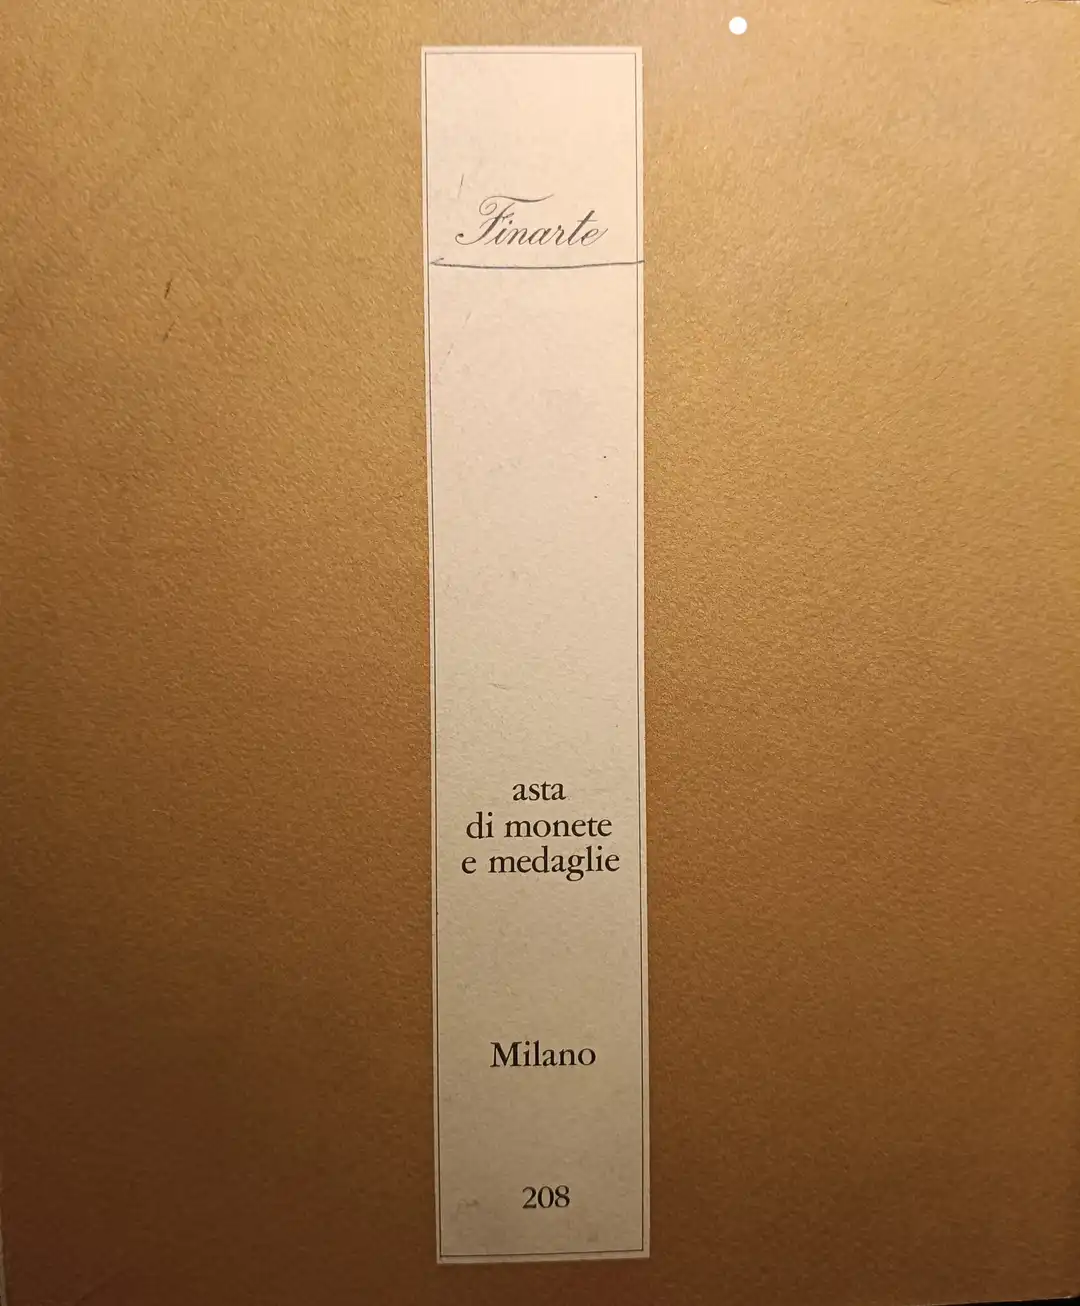 Finarte
asta
di monete
e medaglie
Milano
208